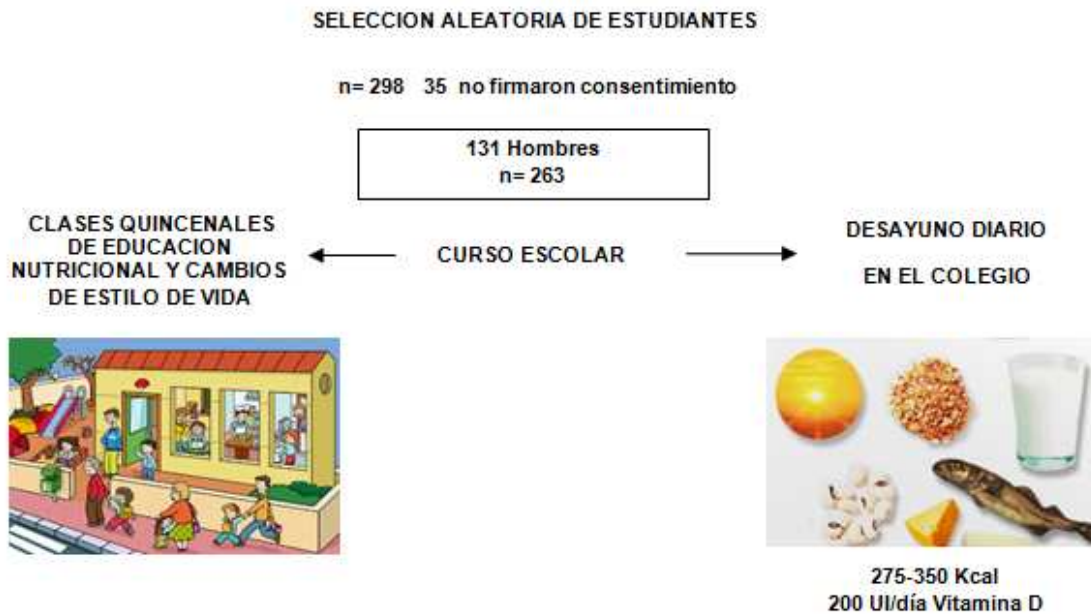 SELECCION ALEATORIA DE ESTUDIANTES
n= 298 35 no firmaron consentimiento
131 Hombres
n= 263
CLASES QUINCENALES
DE EDUCACION
NUTRICIONAL Y CAMBIOS
DE ESTILO DE VIDA
CURSO ESCOLAR
DESAYUNO DIARIO
EN EL COLEGIO
275-350 Kcal
200 UI/día Vitamina D